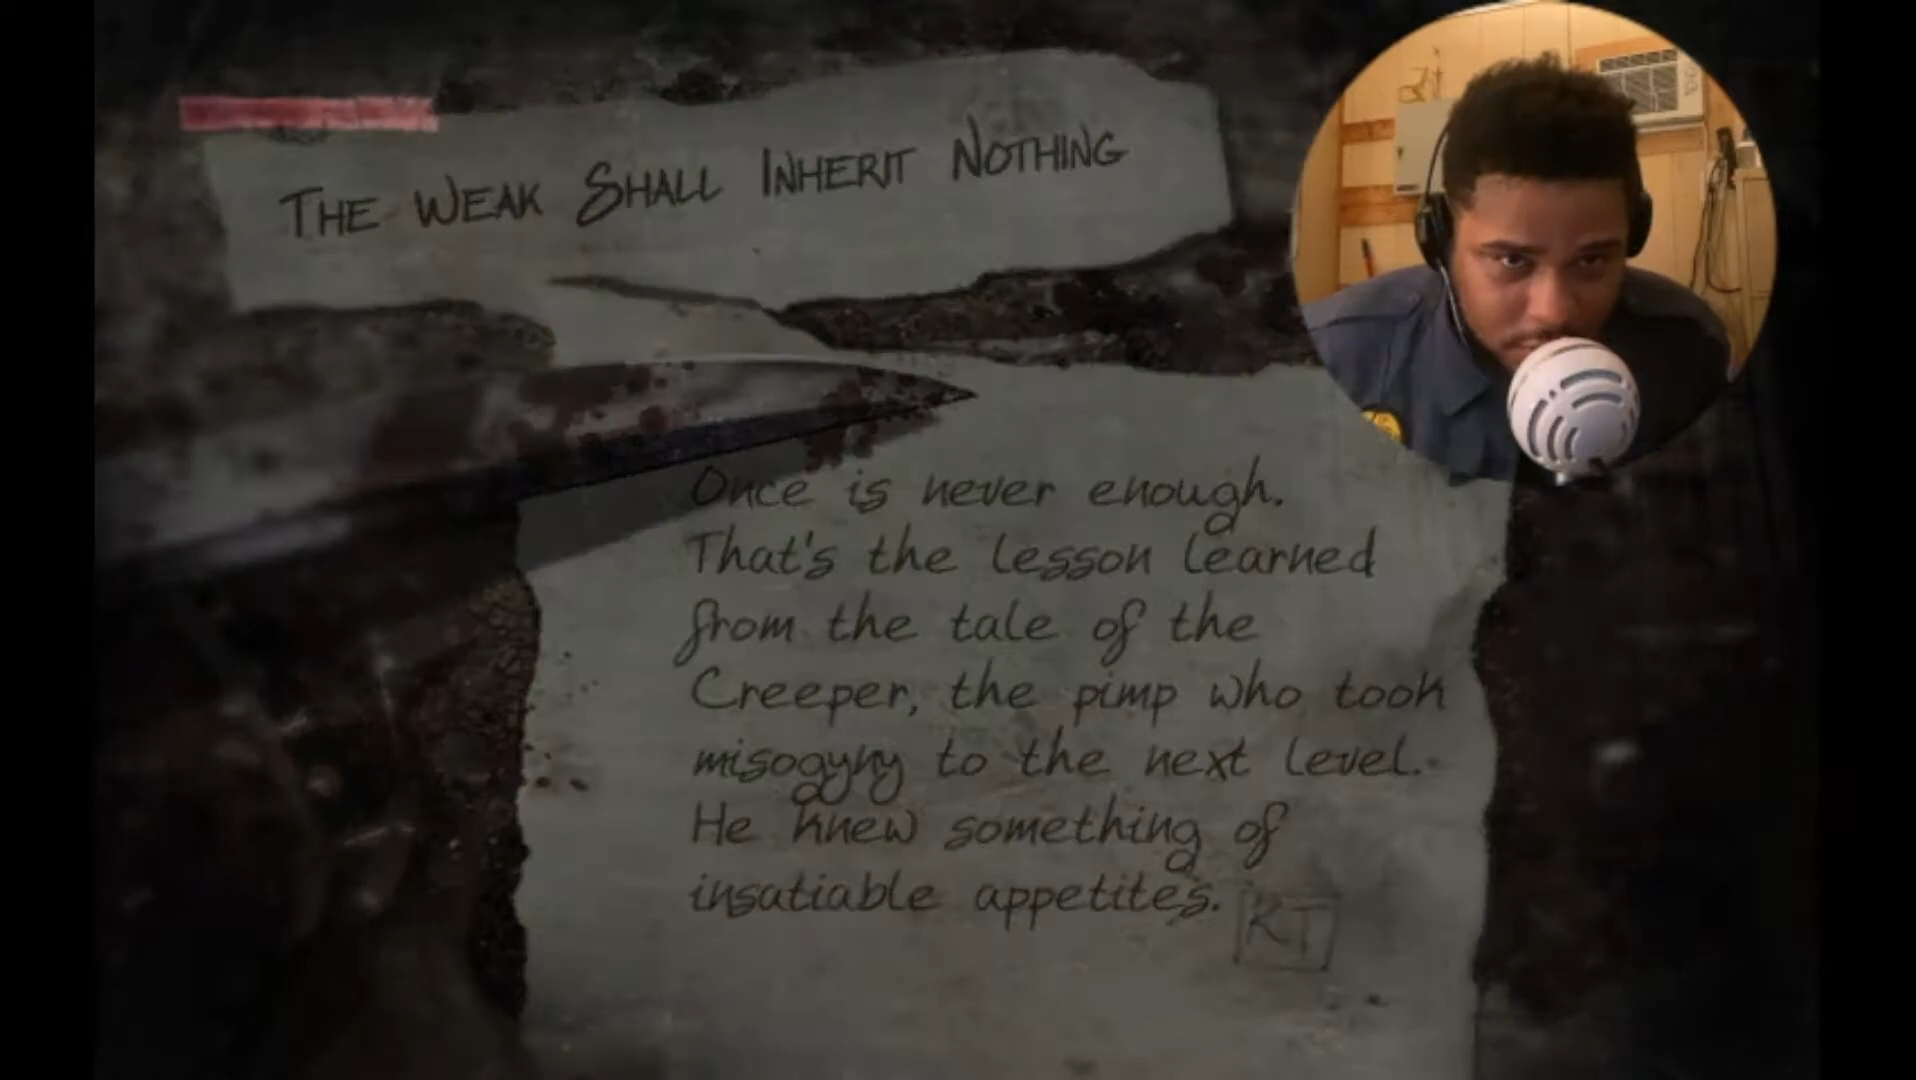 THE WEAK SHALL INHERIT NOTHING
Once is never enough.
That's the lesson learned
from the tale of the
Creeper, the pimp who took
misogyny to the next level.
He knew something of
insatiable appetites.
RT